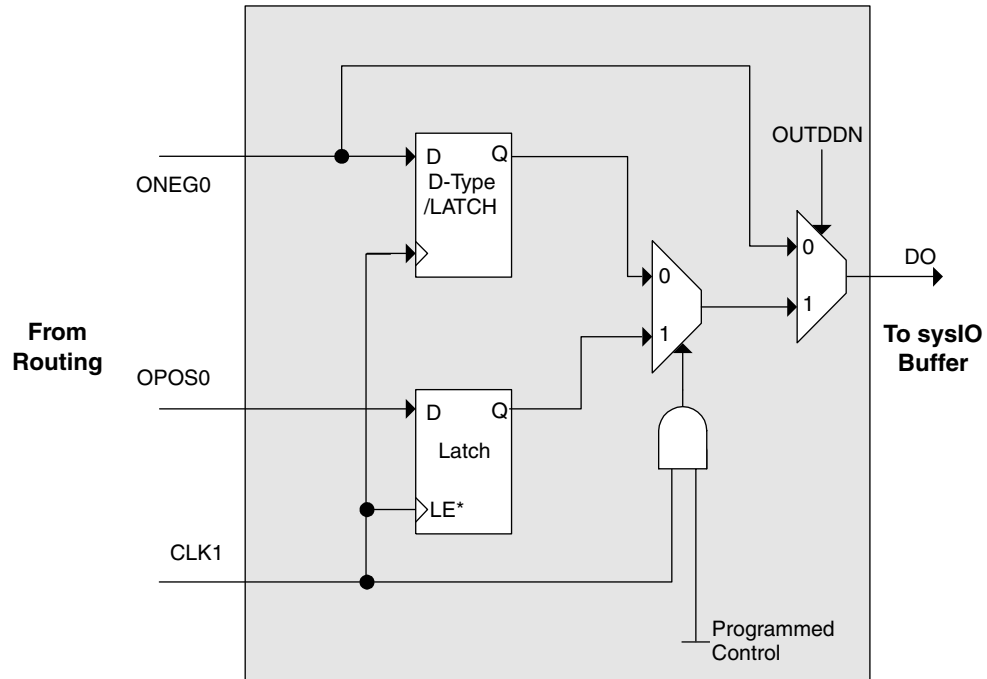 OUTDDN
ONEG0
D
Q
D-Type
/LATCH
0
1
0
1
DO
From
Routing
To sysIO
Buffer
OPOS0
D
Q
Latch
LE*
CLK1
Programmed
Control